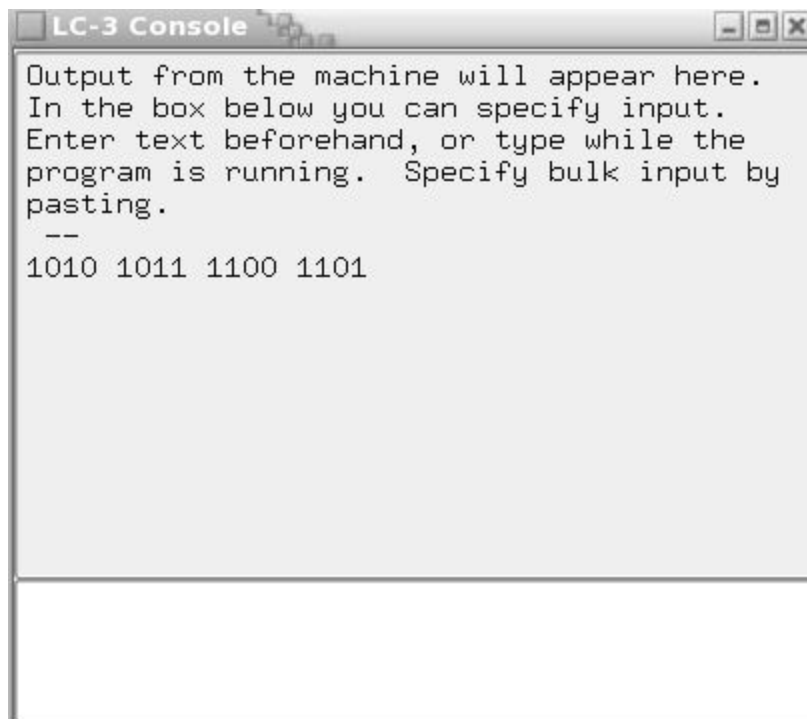 LC-3 Console
Output from the machine will appear here.
In the box below you can specify input.
Enter text beforehand, or type while the
program is running.  Specify bulk input by
pasting.
--
1010 1011 1100 1101